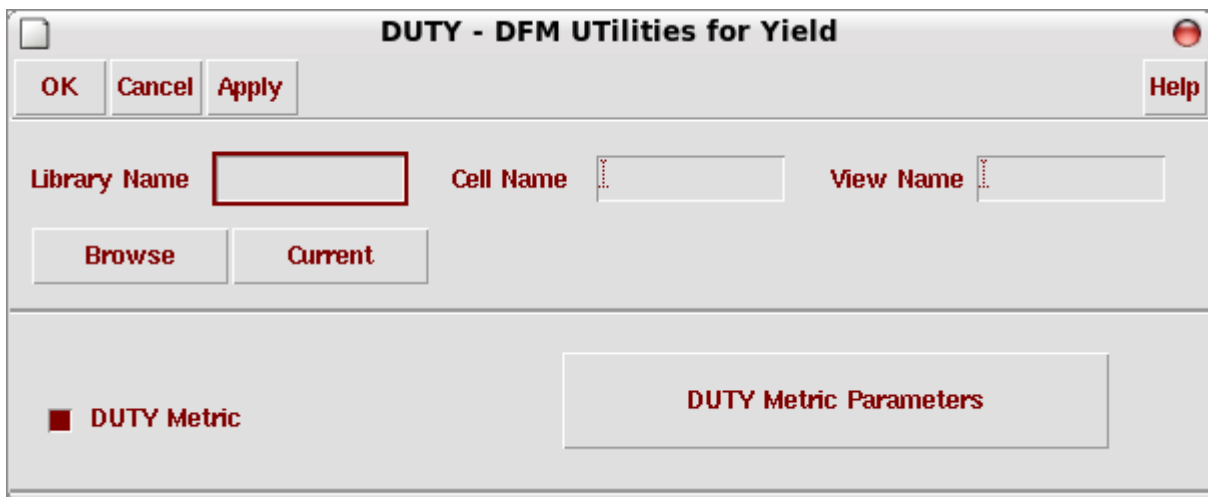 DUTY - DFM UTilities for Yield
OK Cancel Apply Help
Library Name Cell Name View Name
Browse Current
DUTY Metric Parameters
DUTY Metric